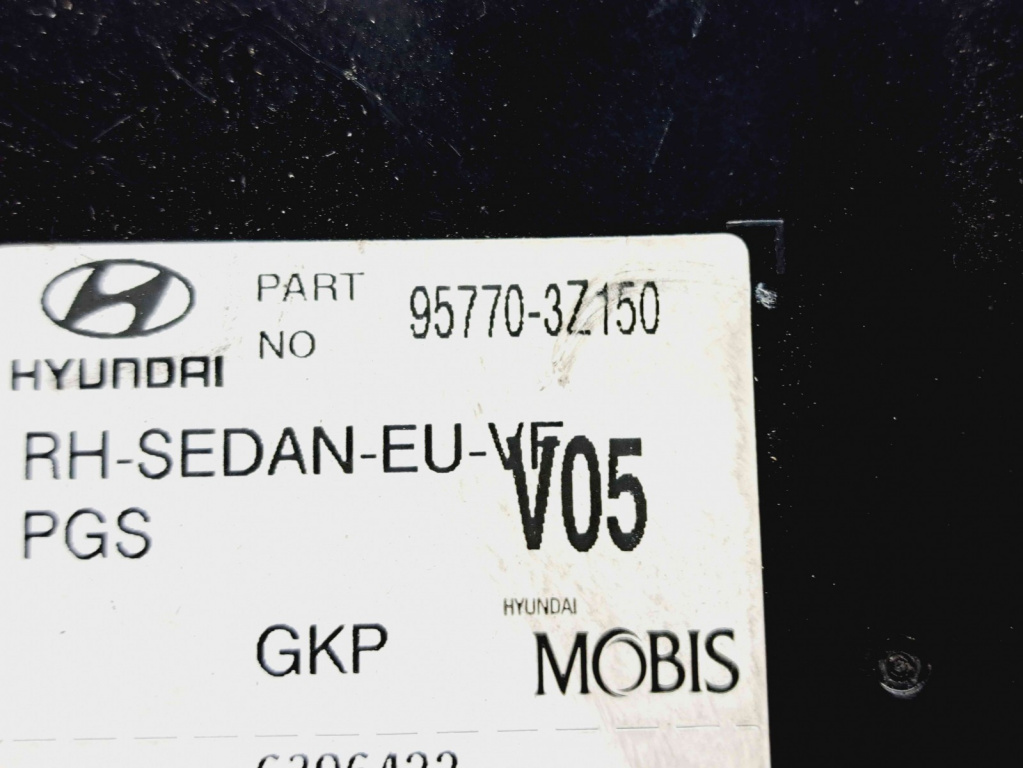 PART 95770-3Z150
NO
HYUNDAI
RH-SEDAN-EU-VF
V05
PGS
HYUNDAI
GKP MOBIS